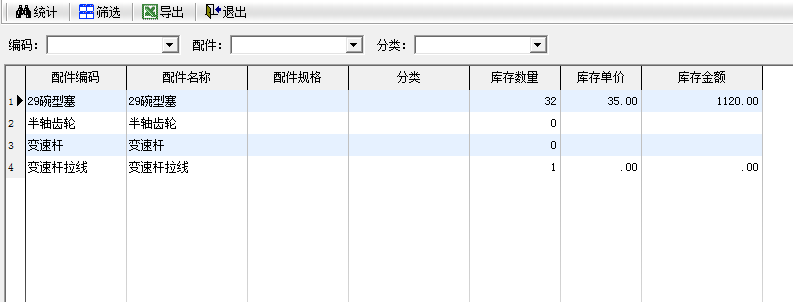 统计 筛选 导出 退出
编码： 配件： 分类：
配件编码 配件名称 配件规格 分类 库存数量 库存单价 库存金额
1 29碗型塞 29碗型塞 32 35.00 1120.00
2 半轴齿轮 半轴齿轮 0
3 变速杆 变速杆 0
4 变速杆拉线 变速杆拉线 1 .00 .00